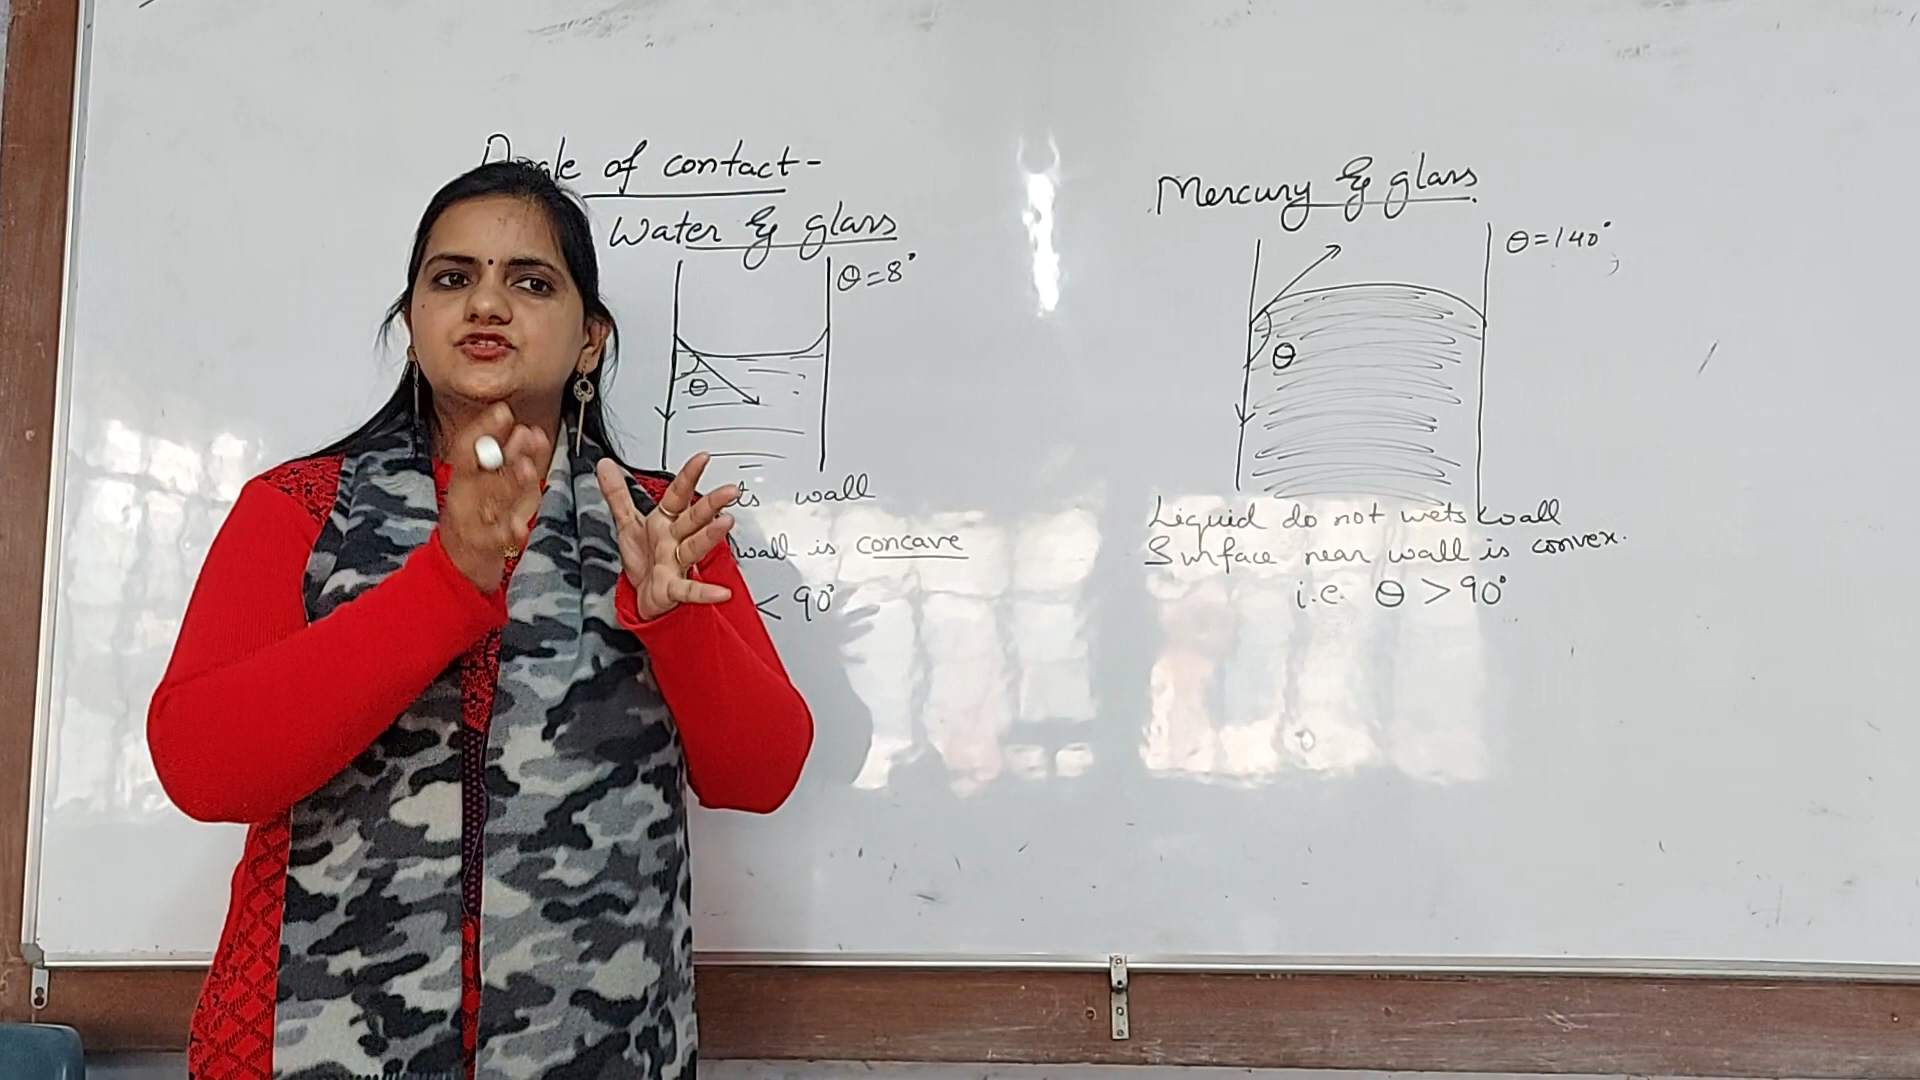 Angle of contact-
Water & glass
θ=8°
θ
wall
wall is concave
< 90°
Mercury & glass
θ=140°
θ
Liquid do not wets wall
Surface near wall is convex.
i.e. θ > 90°